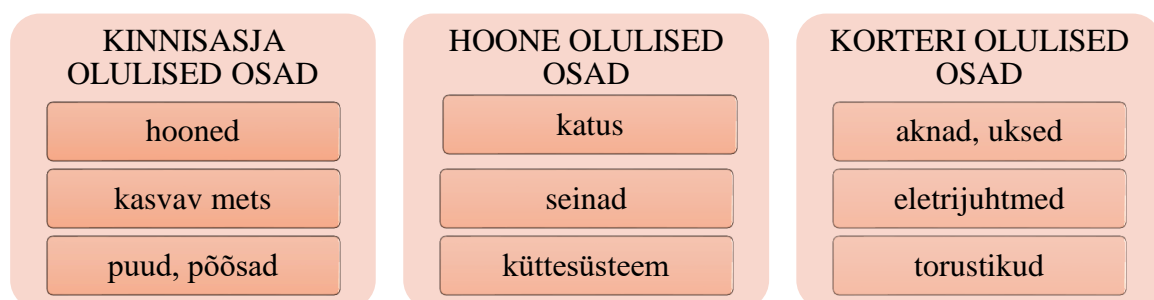 KINNISASJA
OLULISED OSAD
hooned
kasvav mets
puud, põõsad
HOONE OLULISED
OSAD
katus
seinad
küttesüsteem
KORTERI OLULISED
OSAD
aknad, uksed
eletrijuhtmed
torustikud